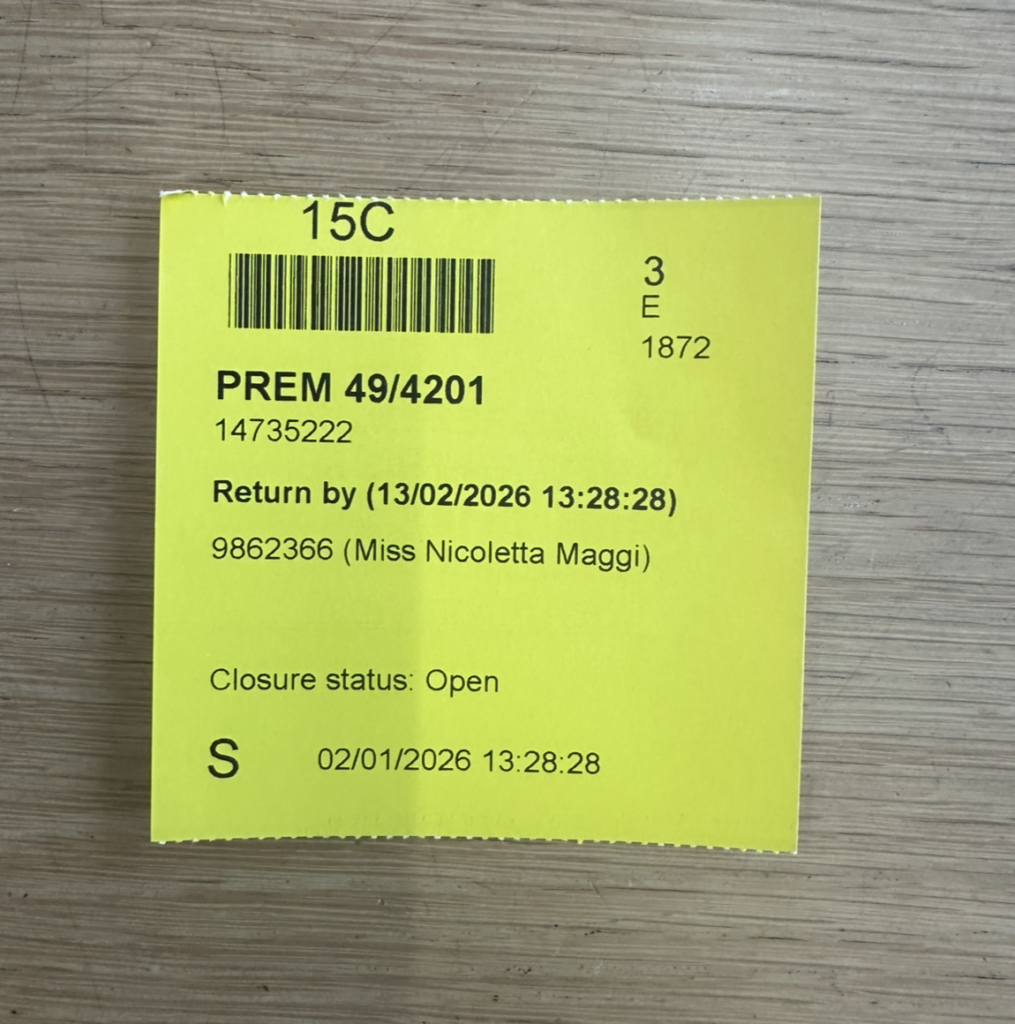 15C
3
E
1872
PREM 49/4201
14735222
Return by (13/02/2026 13:28:28)
9862366 (Miss Nicoletta Maggi)
Closure status: Open
S 02/01/2026 13:28:28